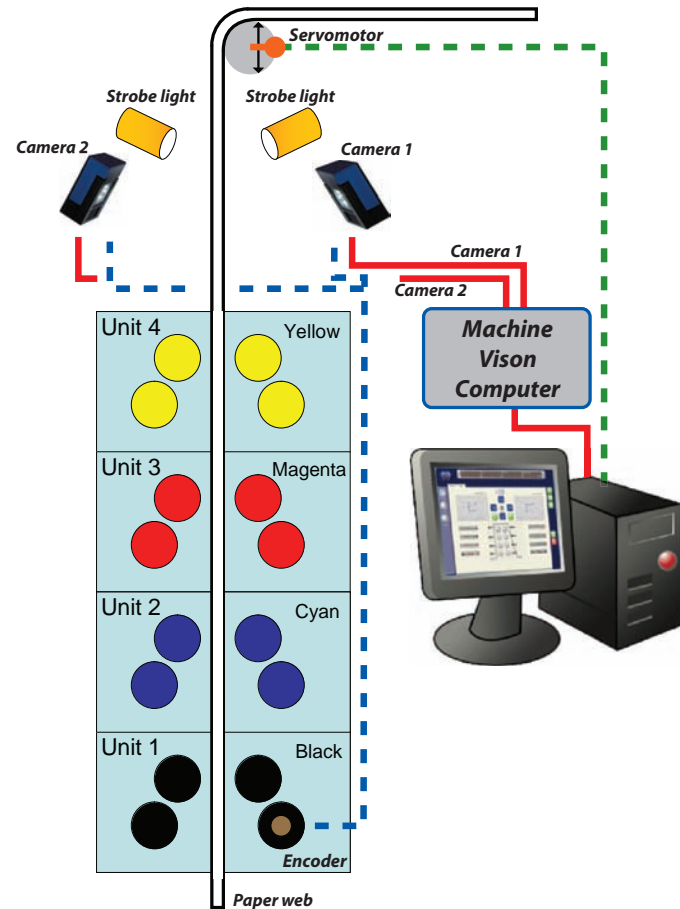 Servomotor
Strobe light
Strobe light
Camera 2
Camera 1
Camera 1
Camera 2
Machine
Vison
Computer
Unit 4
Yellow
Unit 3
Magenta
Unit 2
Cyan
Unit 1
Black
Encoder
Paper web